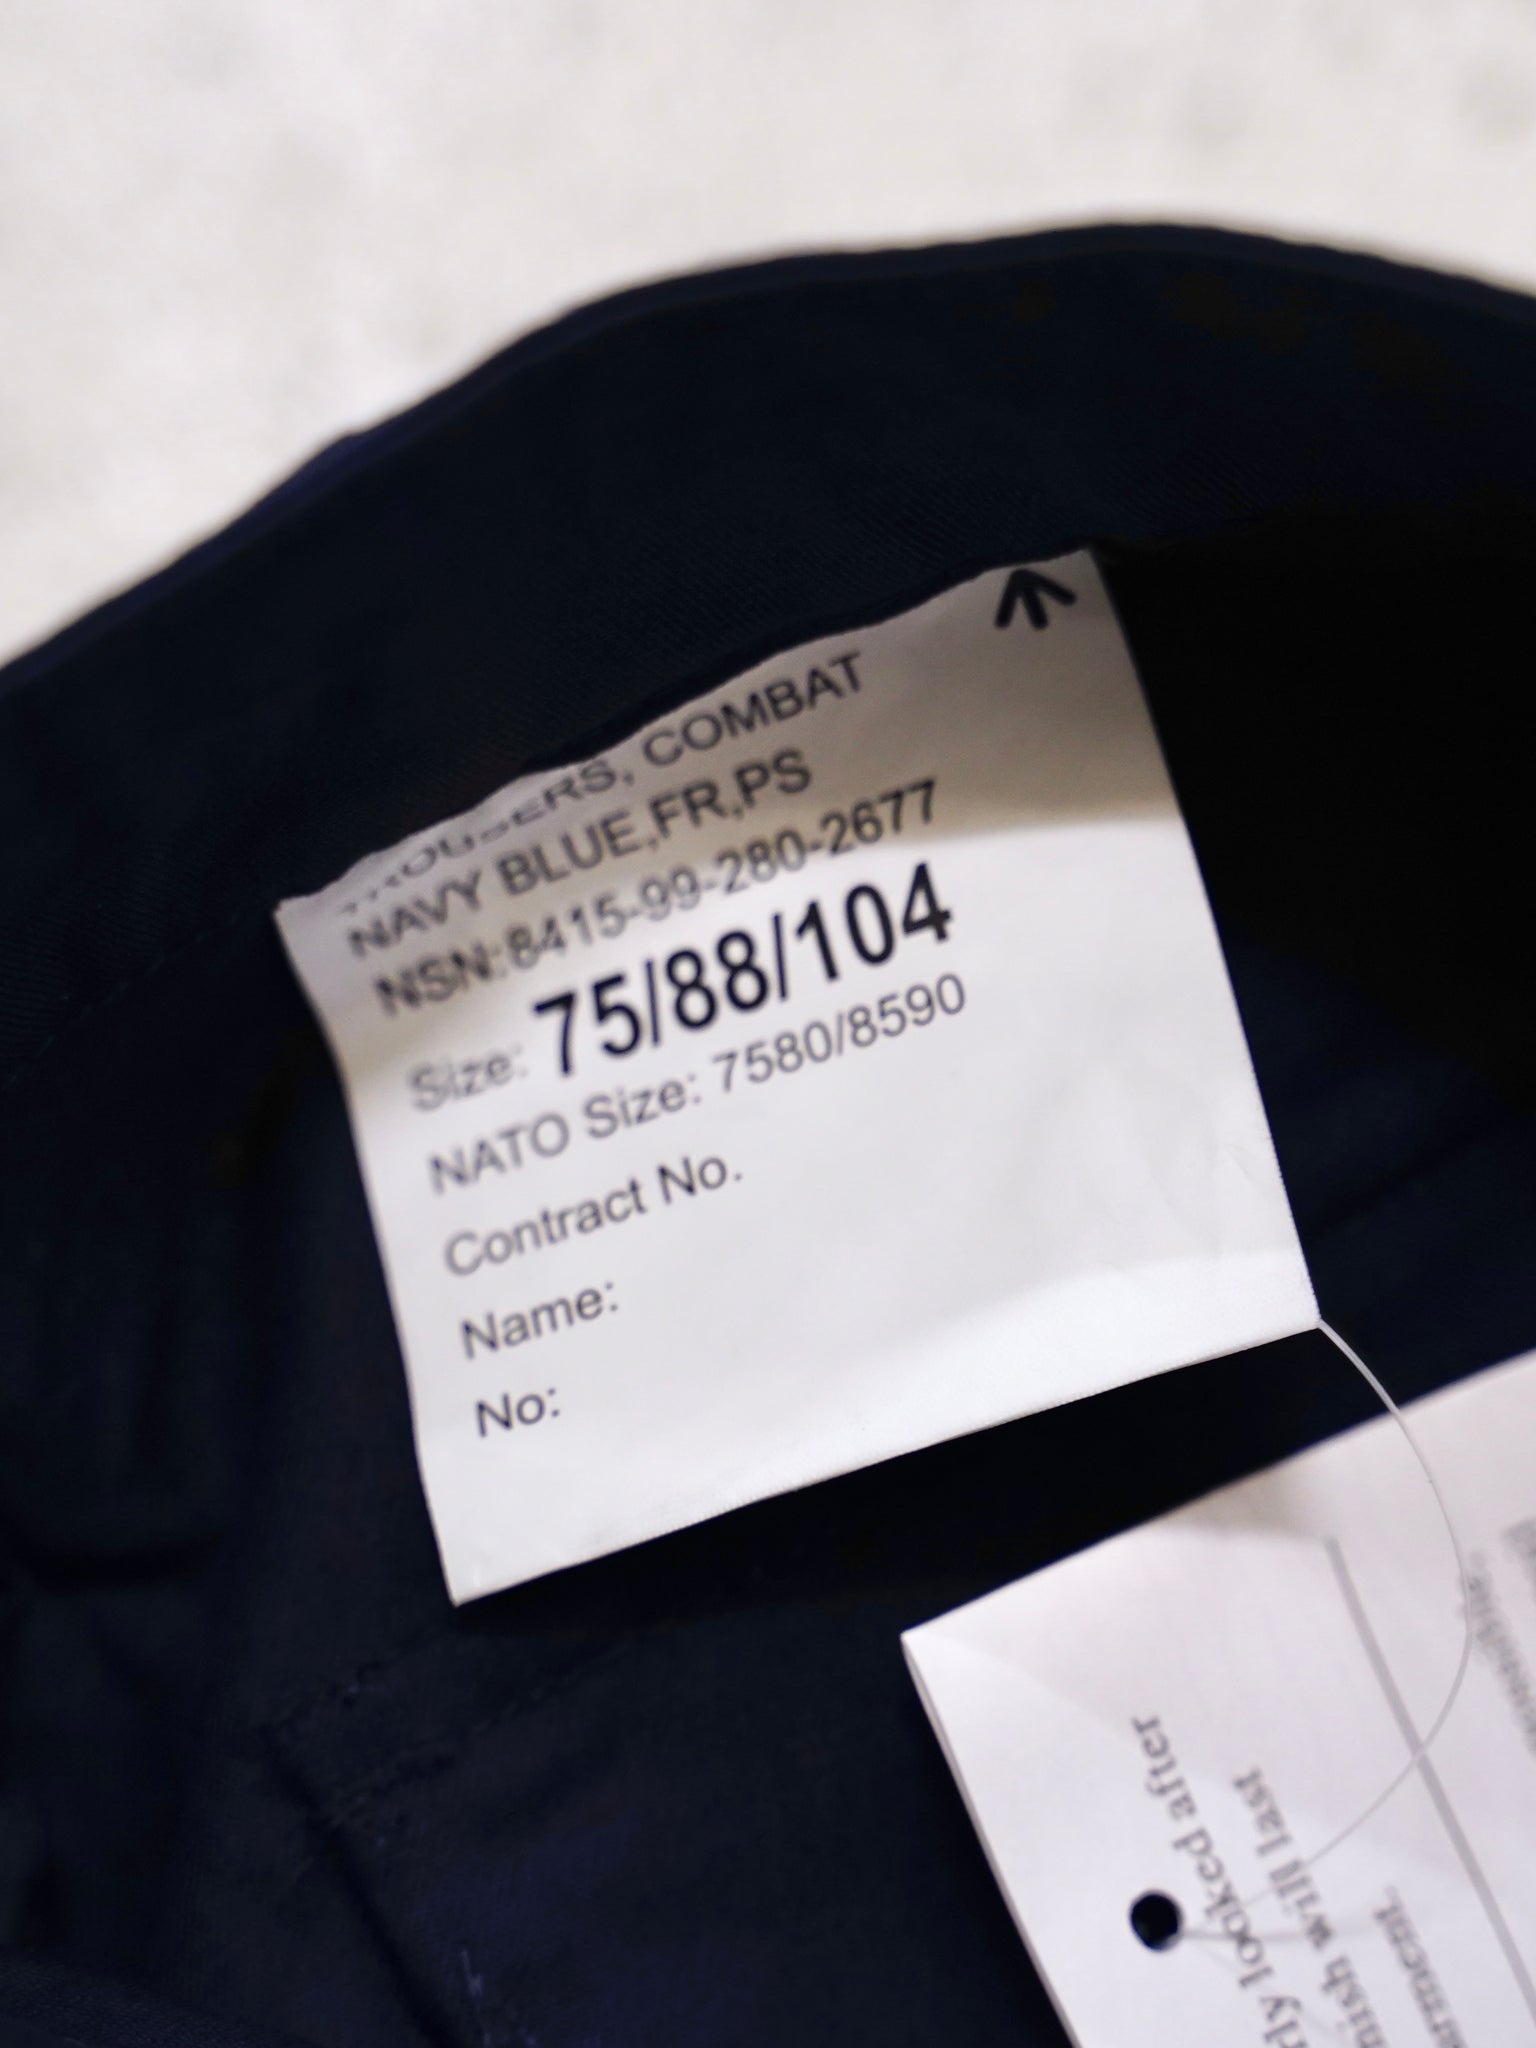 TROUSERS, COMBAT
NAVY BLUE,FR,PS
NSN:8415-99-280-2677
Size: 75/88/104
NATO Size: 7580/8590
Contract No.
Name:
No:
looked after
will last